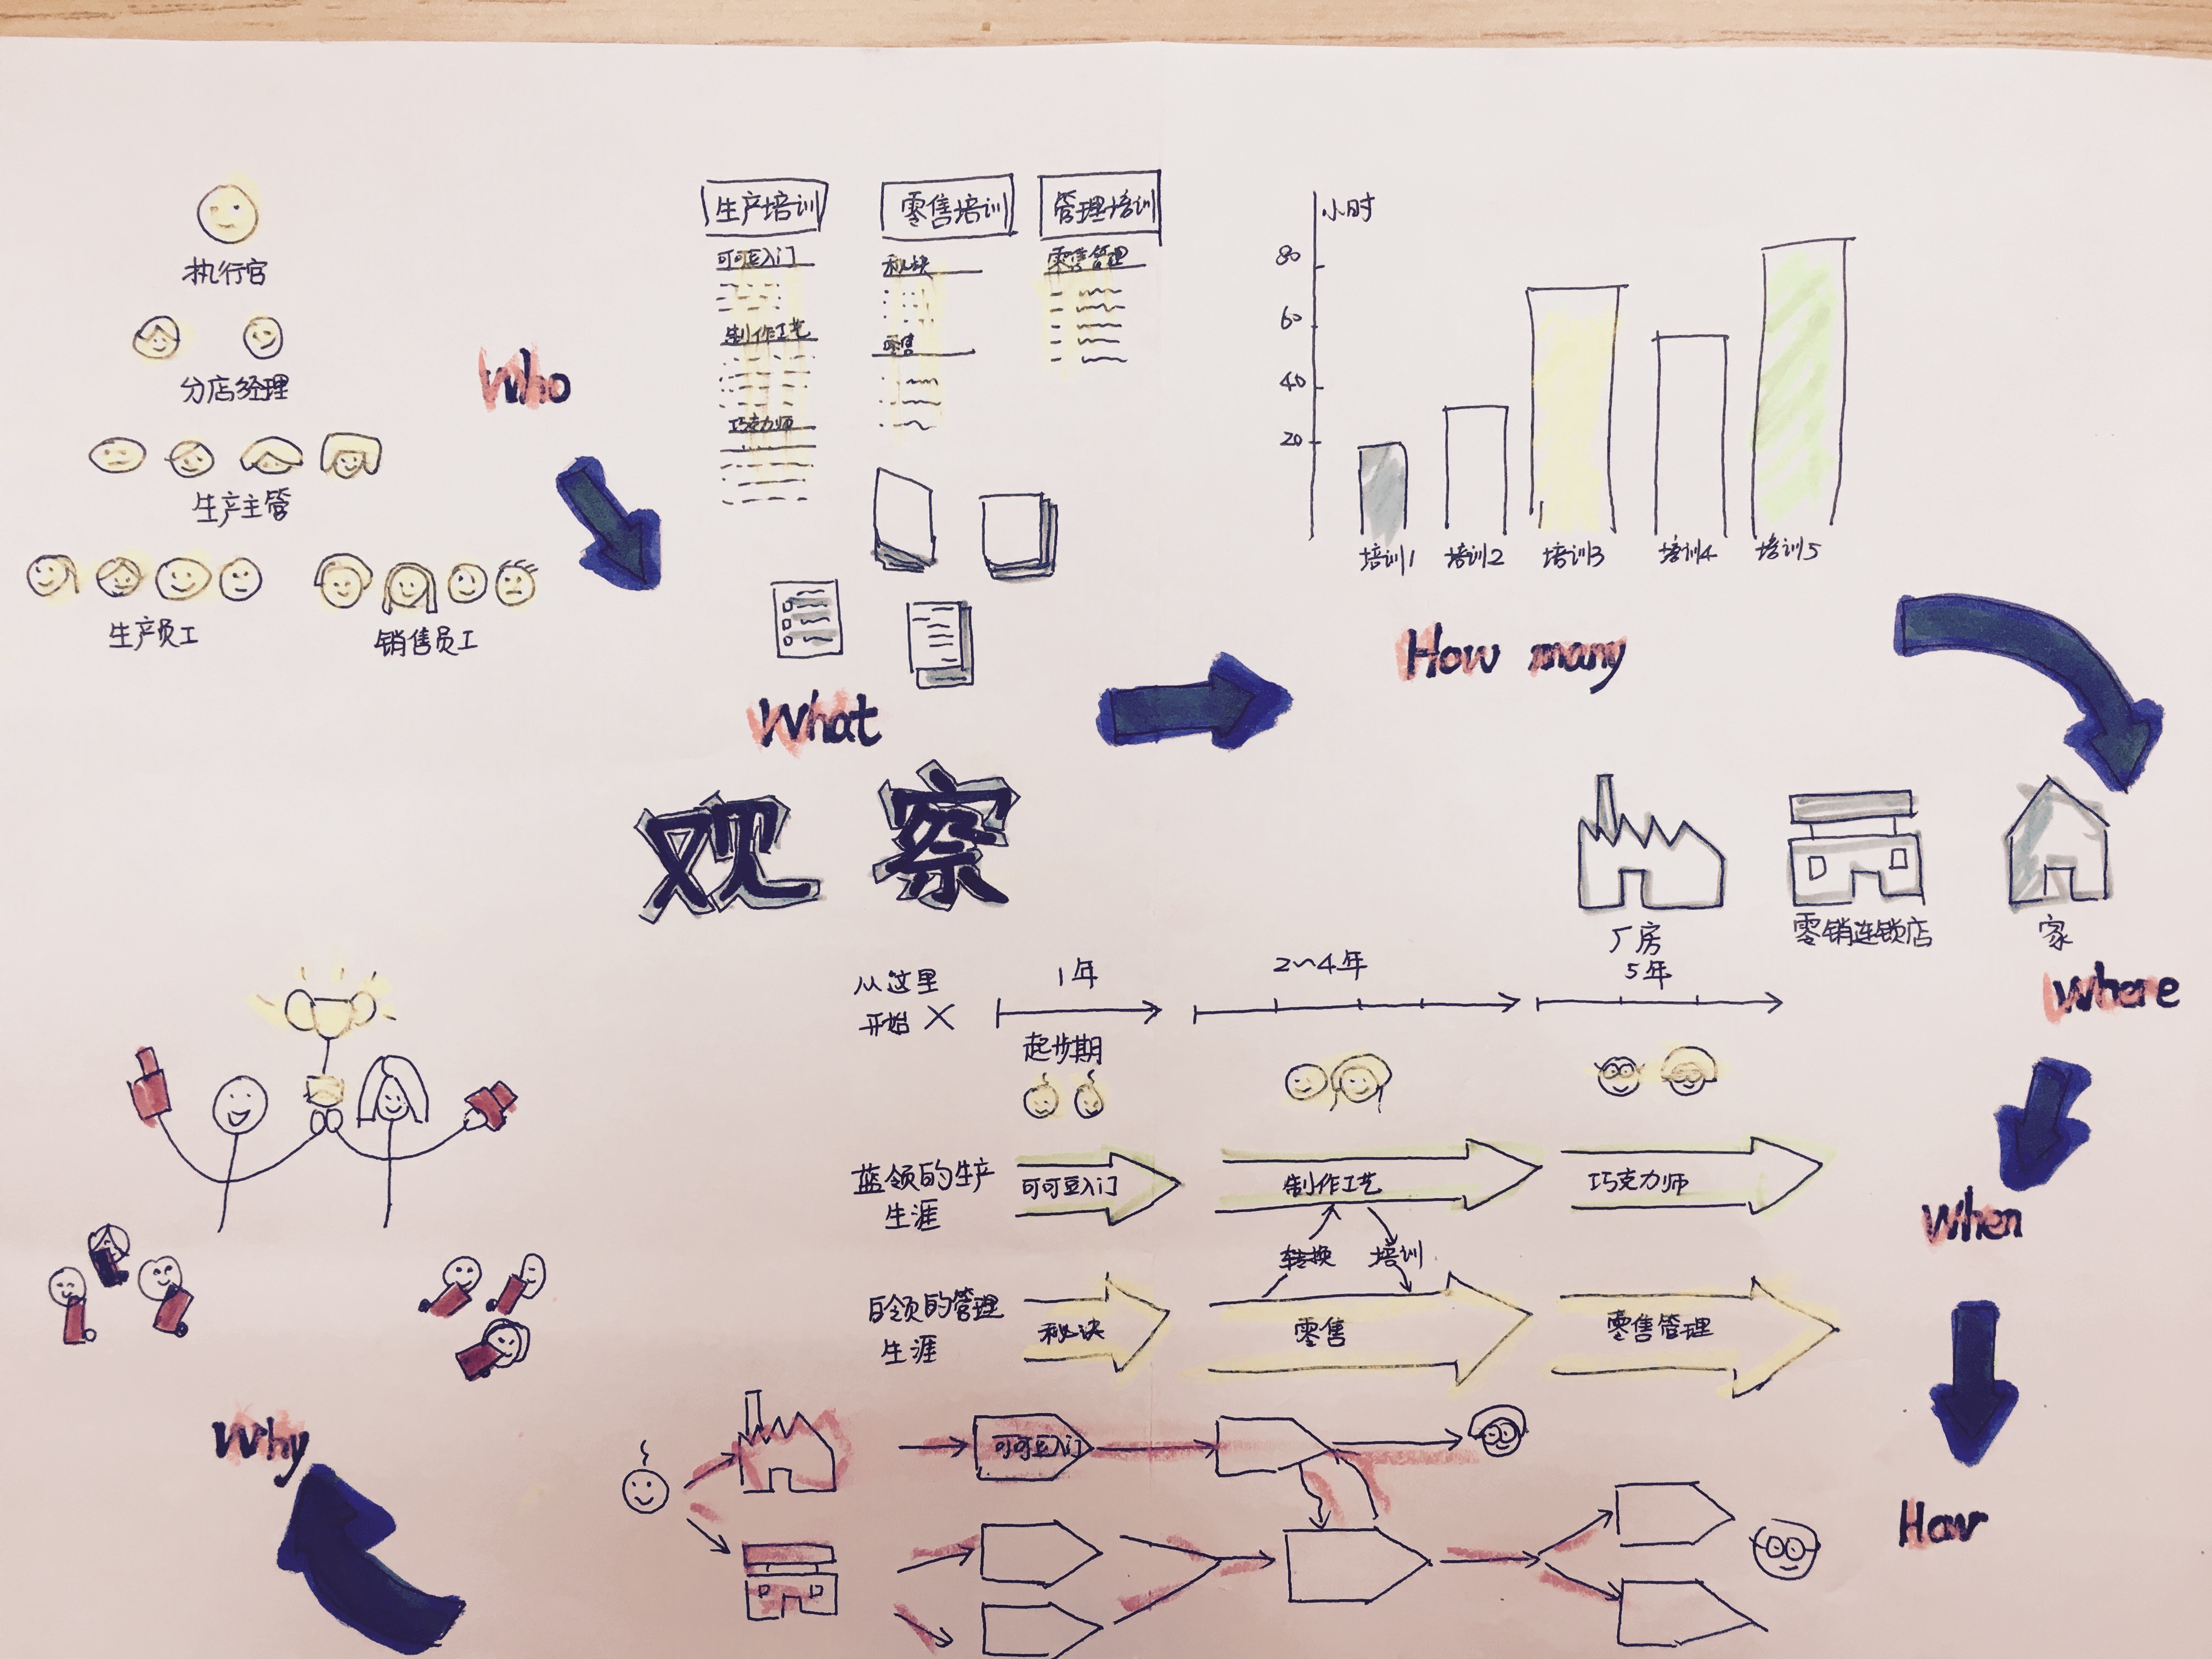 执行官
分店经理
生产主管
生产员工
销售员工
Who
生产培训
可可豆入门
制作工艺
巧克力师
零售培训
秘诀
零售
管理培训
零售管理
What
小时
80
60
40
20
培训1
培训2
培训3
培训4
培训5
How many
观察
厂房
零销连锁店
家
Where
从这里
开始
1年
2~4年
5年
起步期
蓝领的生产
生涯
可可豆入门
制作工艺
巧克力师
转换
培训
白领的管理
生涯
秘诀
零售
零售管理
When
可可豆入门
How
Why